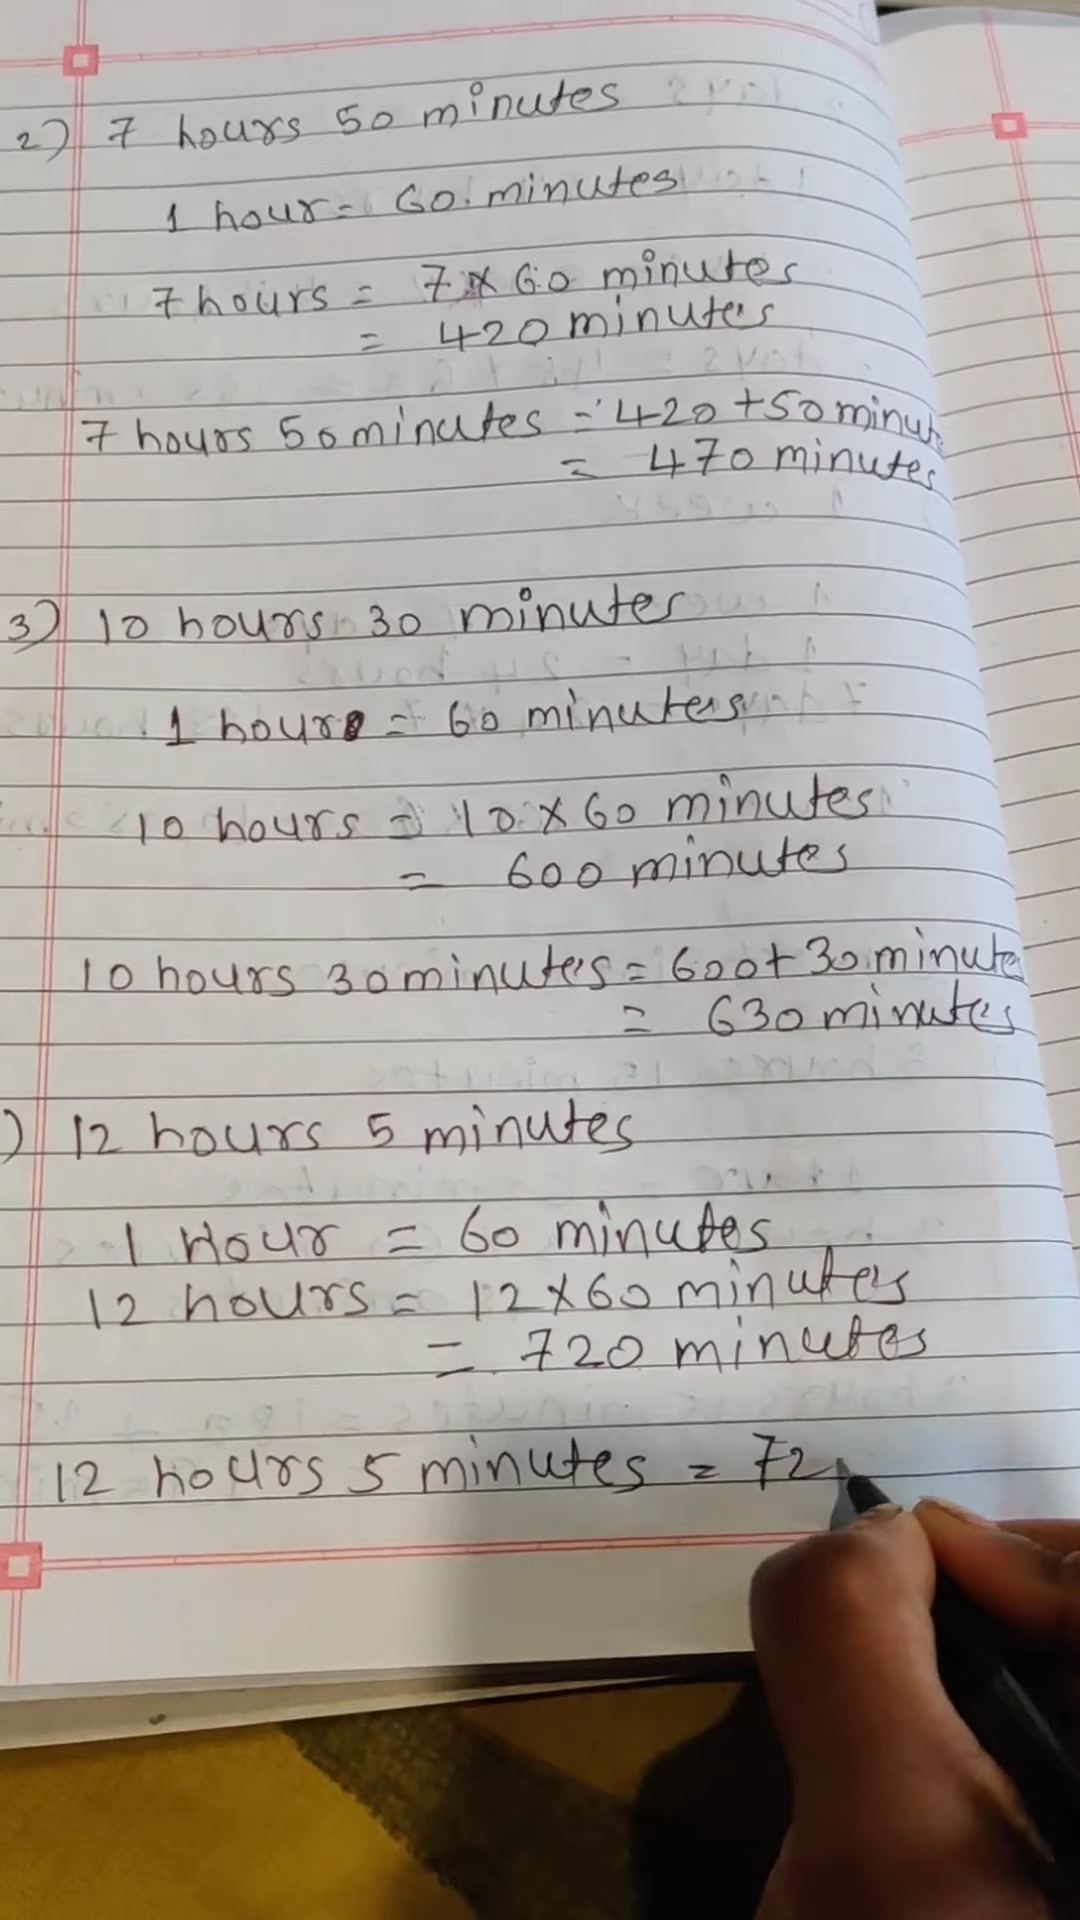 2) 7 hours 50 minutes
1 hour = 60 minutes
7 hours = 7 x 60 minutes
= 420 minutes
7 hours 50 minutes = 420 + 50 minute
= 470 minutes
3) 10 hours 30 minutes
1 hour = 60 minutes
10 hours = 10 x 60 minutes
= 600 minutes
10 hours 30 minutes = 600 + 30 minute
= 630 minutes
) 12 hours 5 minutes
1 Hour = 60 minutes
12 hours = 12 x 60 minutes
= 720 minutes
12 hours 5 minutes = 72